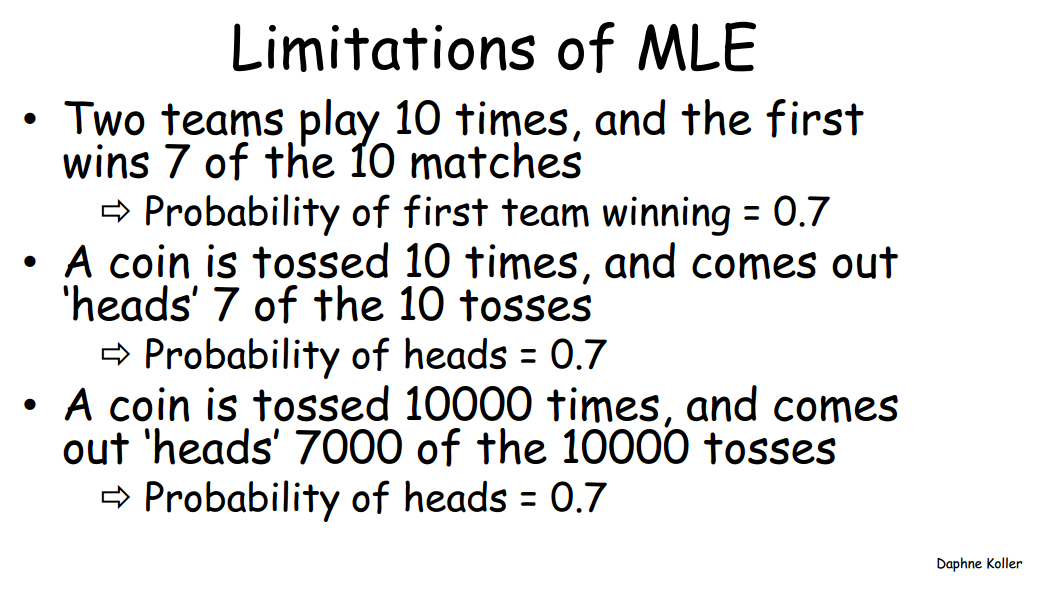 Limitations of MLE
• Two teams play 10 times, and the first
wins 7 of the 10 matches
⇨ Probability of first team winning = 0.7
• A coin is tossed 10 times, and comes out
‘heads’ 7 of the 10 tosses
⇨ Probability of heads = 0.7
• A coin is tossed 10000 times, and comes
out ‘heads’ 7000 of the 10000 tosses
⇨ Probability of heads = 0.7
Daphne Koller